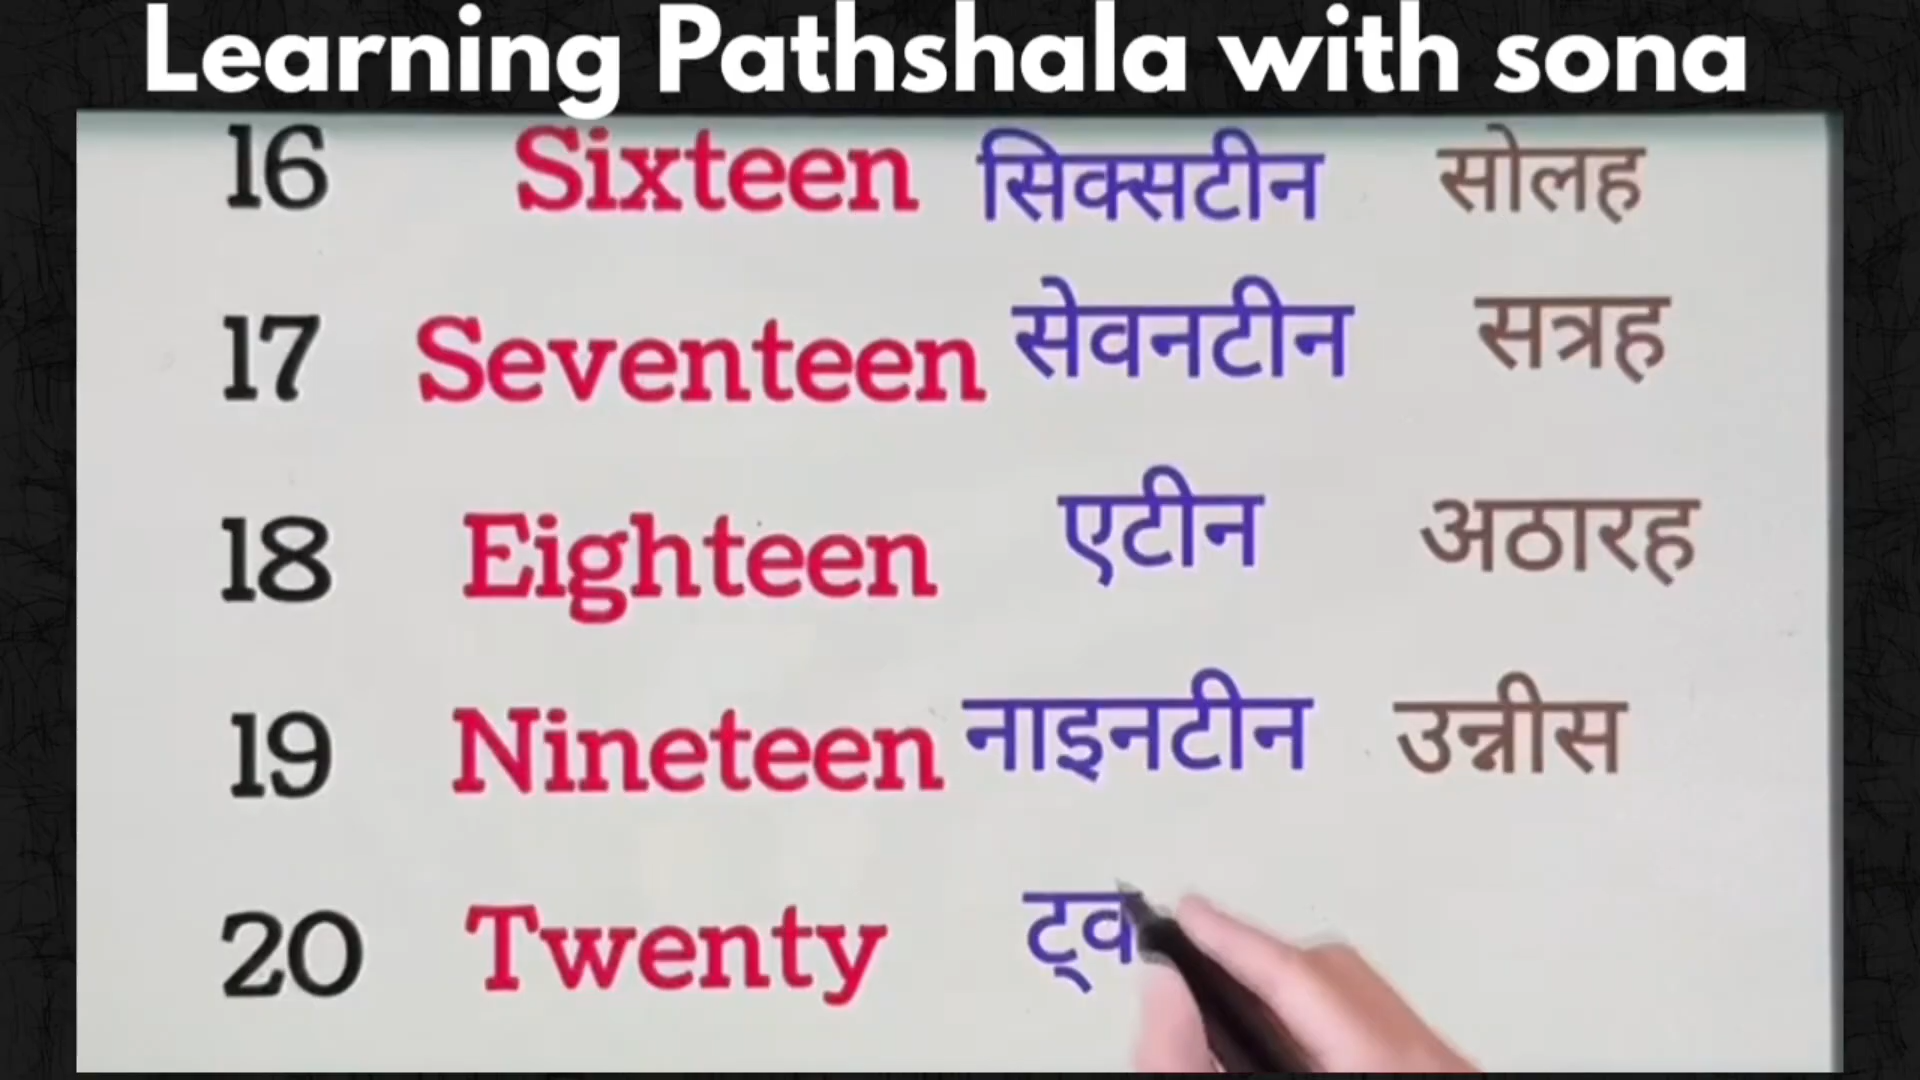 Learning Pathshala with sona
16 Sixteen सिक्सटीन सोलह
17 Seventeen सेवनटीन सत्रह
18 Eighteen एटीन अठारह
19 Nineteen नाइनटीन उन्नीस
20 Twenty ट्व